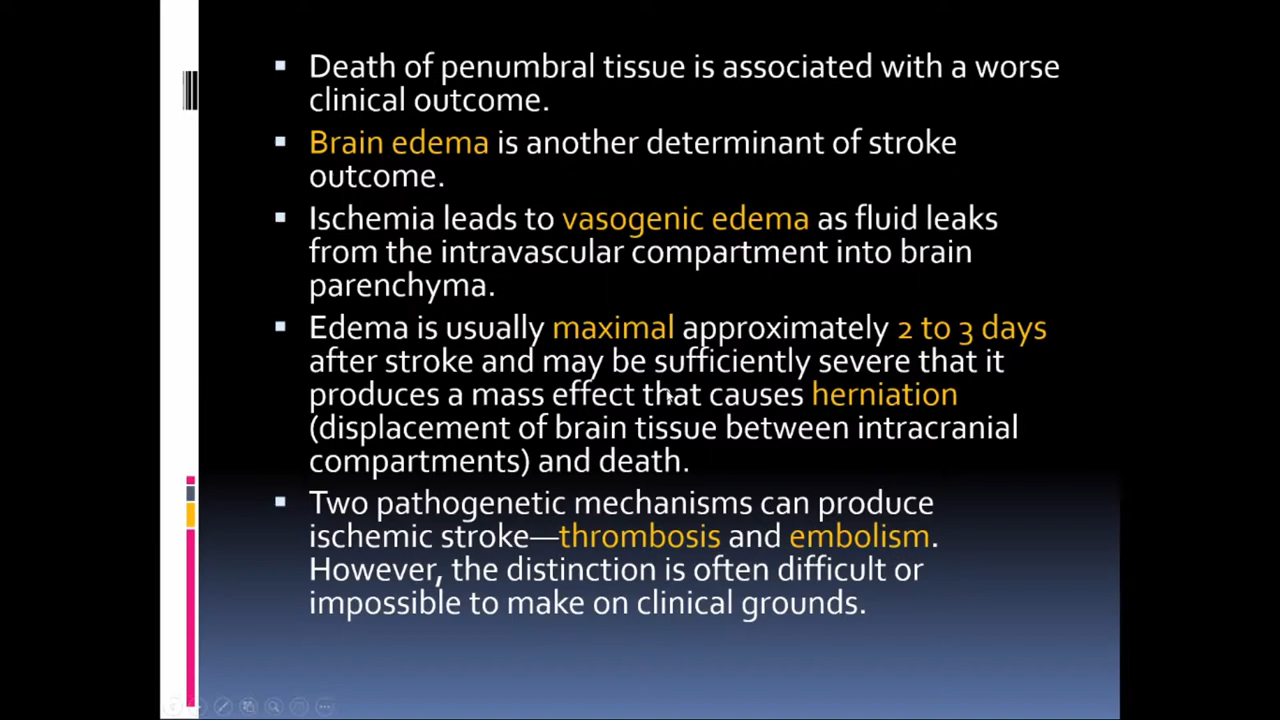 Death of penumbral tissue is associated with a worse
clinical outcome.
Brain edema is another determinant of stroke
outcome.
Ischemia leads to vasogenic edema as fluid leaks
from the intravascular compartment into brain
parenchyma.
Edema is usually maximal approximately 2 to 3 days
after stroke and may be sufficiently severe that it
produces a mass effect that causes herniation
(displacement of brain tissue between intracranial
compartments) and death.
Two pathogenetic mechanisms can produce
ischemic stroke—thrombosis and embolism.
However, the distinction is often difficult or
impossible to make on clinical grounds.